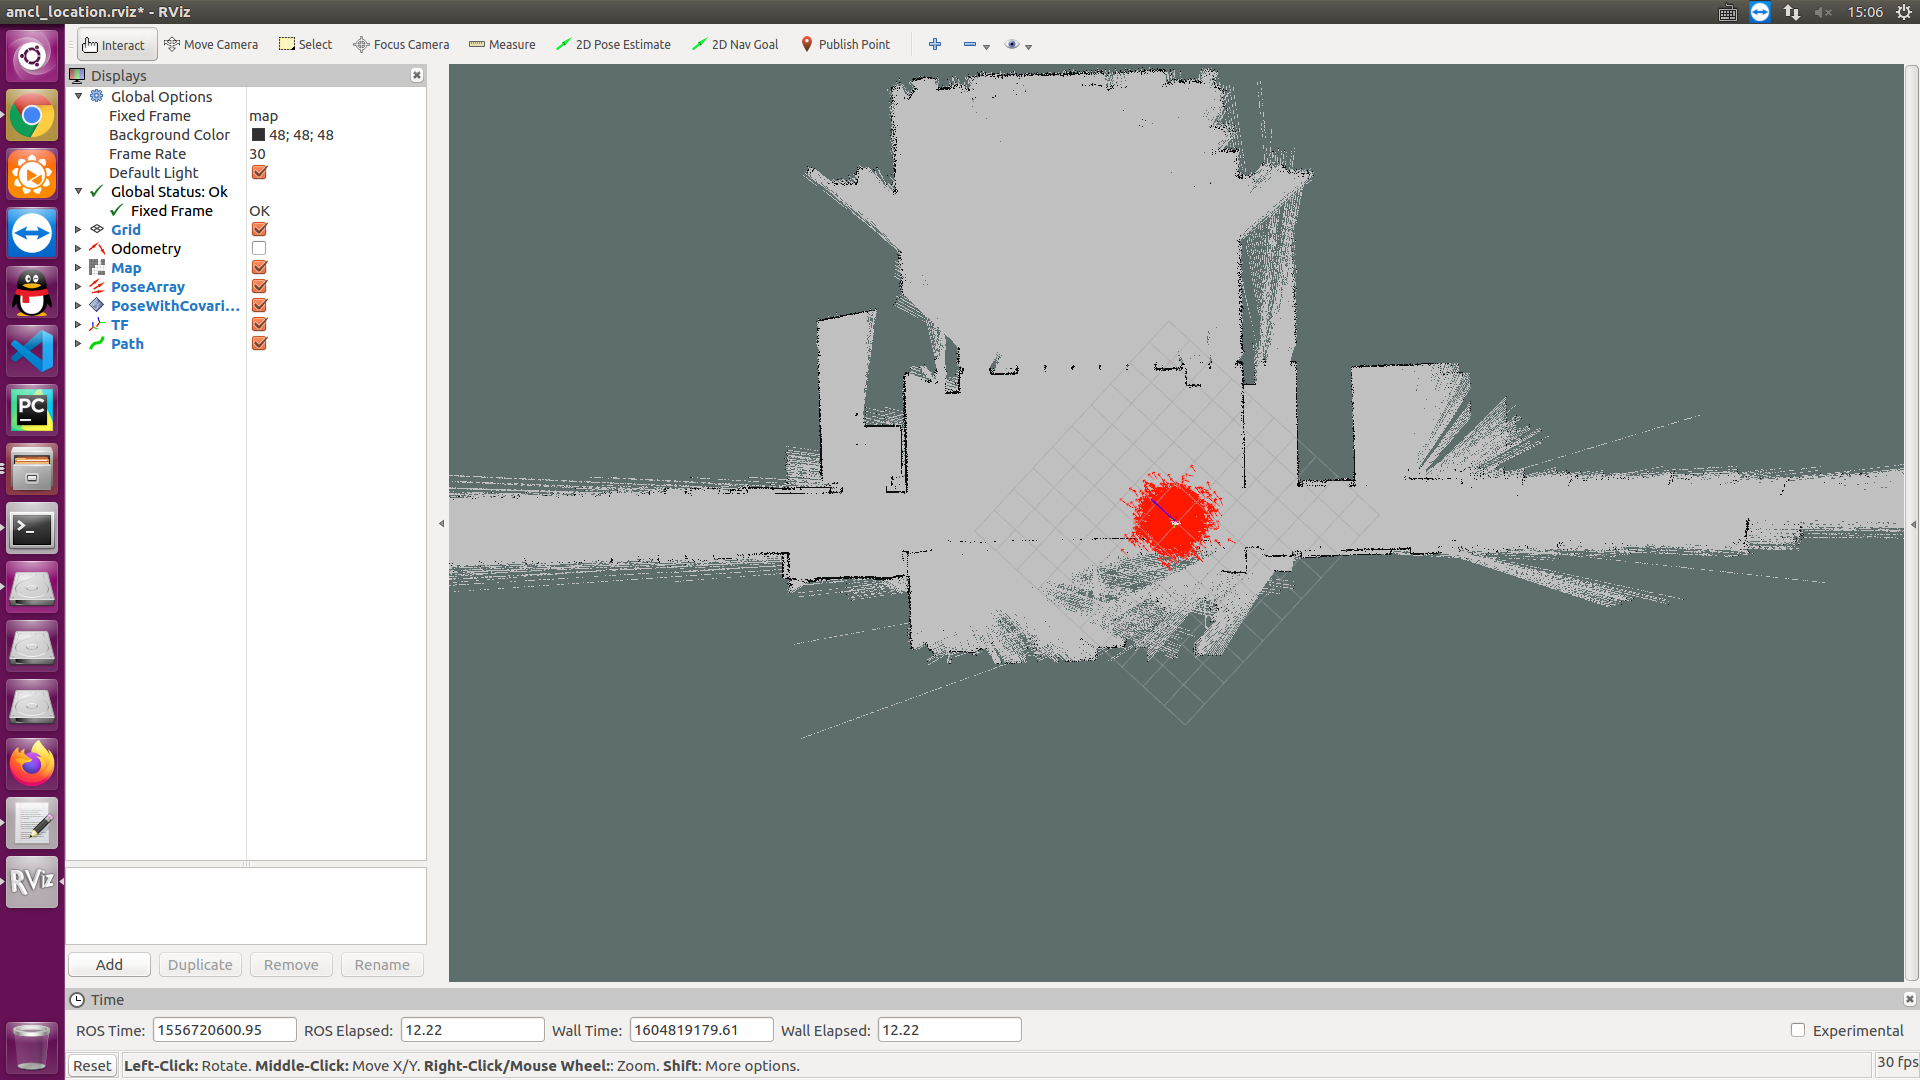 amcl_location.rviz* - RViz
15:06
Interact Move Camera Select Focus Camera Measure 2D Pose Estimate 2D Nav Goal Publish Point
Displays
Global Options
Fixed Frame map
Background Color 48; 48; 48
Frame Rate 30
Default Light
Global Status: Ok
Fixed Frame OK
Grid
Odometry
Map
PoseArray
PoseWithCovari...
TF
Path
PC
>_
RViz
Add Duplicate Remove Rename
Time
ROS Time: 1556720600.95 ROS Elapsed: 12.22 Wall Time: 1604819179.61 Wall Elapsed: 12.22 Experimental
Reset Left-Click: Rotate. Middle-Click: Move X/Y. Right-Click/Mouse Wheel:: Zoom. Shift: More options. 30 fps